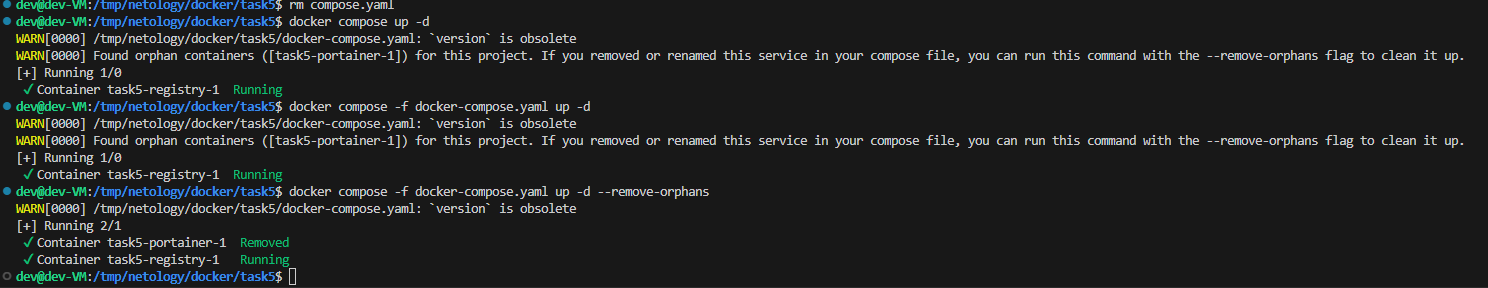 dev@dev-VM:/tmp/netology/docker/task5$ rm compose.yaml
dev@dev-VM:/tmp/netology/docker/task5$ docker compose up -d
WARN[0000] /tmp/netology/docker/task5/docker-compose.yaml: `version` is obsolete
WARN[0000] Found orphan containers ([task5-portainer-1]) for this project. If you removed or renamed this service in your compose file, you can run this command with the --remove-orphans flag to clean it up.
[+] Running 1/0
✓ Container task5-registry-1  Running
dev@dev-VM:/tmp/netology/docker/task5$ docker compose -f docker-compose.yaml up -d
WARN[0000] /tmp/netology/docker/task5/docker-compose.yaml: `version` is obsolete
WARN[0000] Found orphan containers ([task5-portainer-1]) for this project. If you removed or renamed this service in your compose file, you can run this command with the --remove-orphans flag to clean it up.
[+] Running 1/0
✓ Container task5-registry-1  Running
dev@dev-VM:/tmp/netology/docker/task5$ docker compose -f docker-compose.yaml up -d --remove-orphans
WARN[0000] /tmp/netology/docker/task5/docker-compose.yaml: `version` is obsolete
[+] Running 2/1
✓ Container task5-portainer-1  Removed
✓ Container task5-registry-1   Running
dev@dev-VM:/tmp/netology/docker/task5$